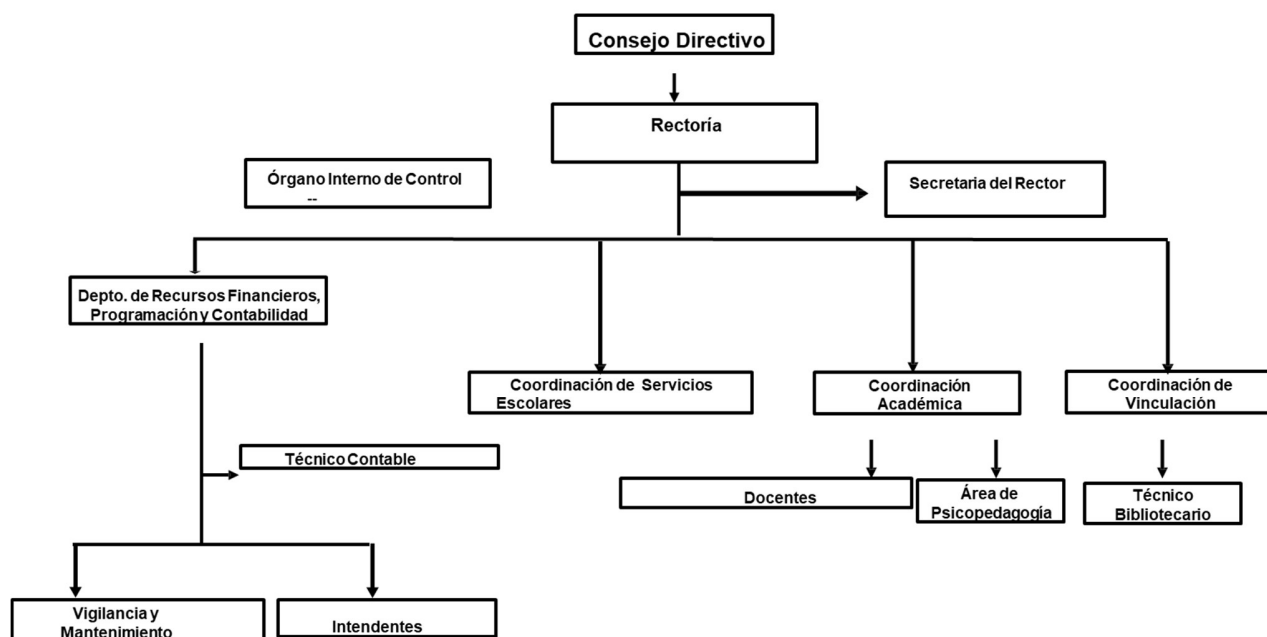 Consejo Directivo
Rectoría
Órgano Interno de Control
--
Secretaria del Rector
Depto. de Recursos Financieros,
Programación y Contabilidad
Coordinación de Servicios
Escolares
Coordinación
Académica
Coordinación de
Vinculación
Técnico Contable
Docentes
Área de
Psicopedagogía
Técnico
Bibliotecario
Vigilancia y
Mantenimiento
Intendentes